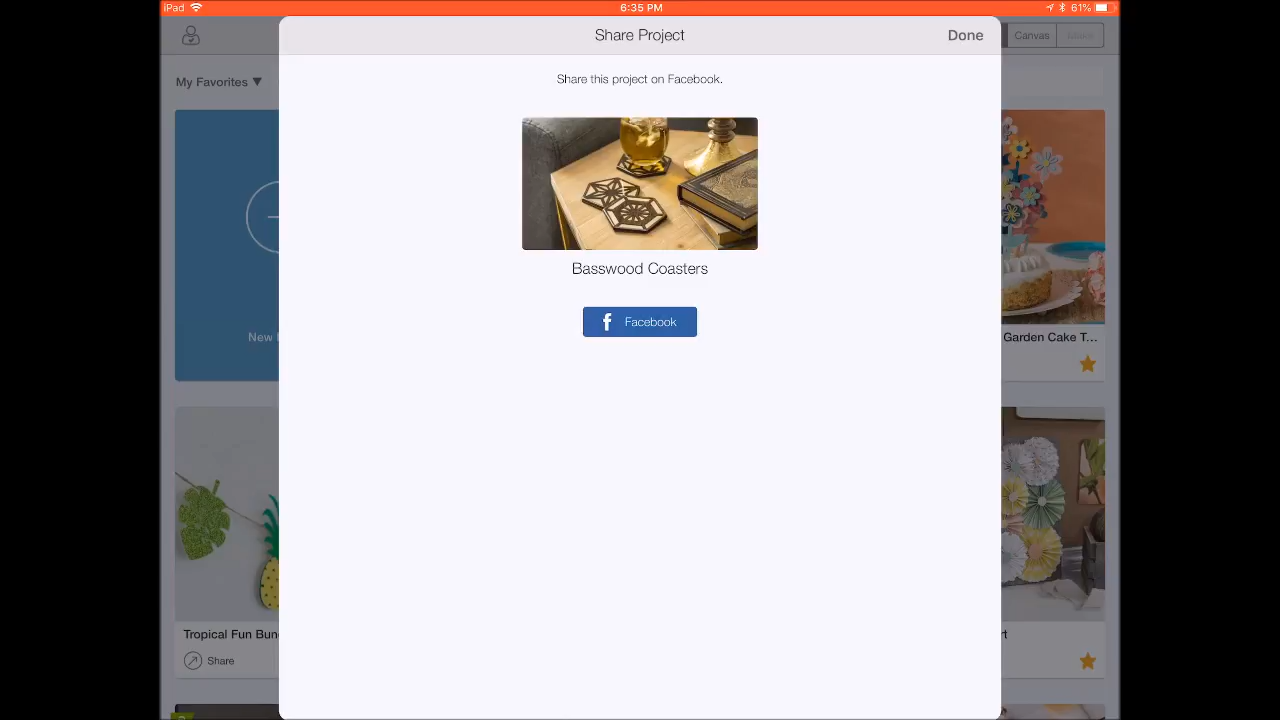 iPad 6:35 PM 61%
Share Project Done
Canvas
Share this project on Facebook.
My Favorites ▼
Basswood Coasters
Facebook
New
Garden Cake T...
Tropical Fun Bun
Share